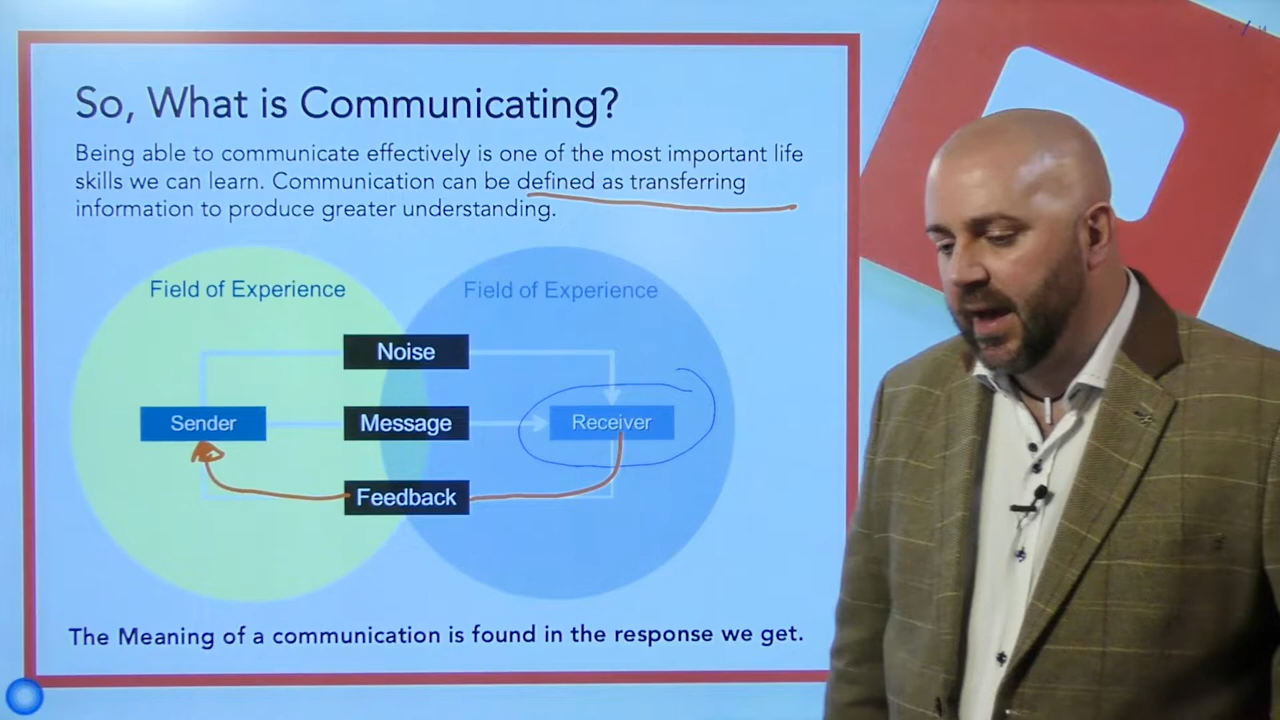 So, What is Communicating?
Being able to communicate effectively is one of the most important life
skills we can learn. Communication can be defined as transferring
information to produce greater understanding.
Field of Experience
Field of Experience
Noise
Sender
Message
Receiver
Feedback
The Meaning of a communication is found in the response we get.